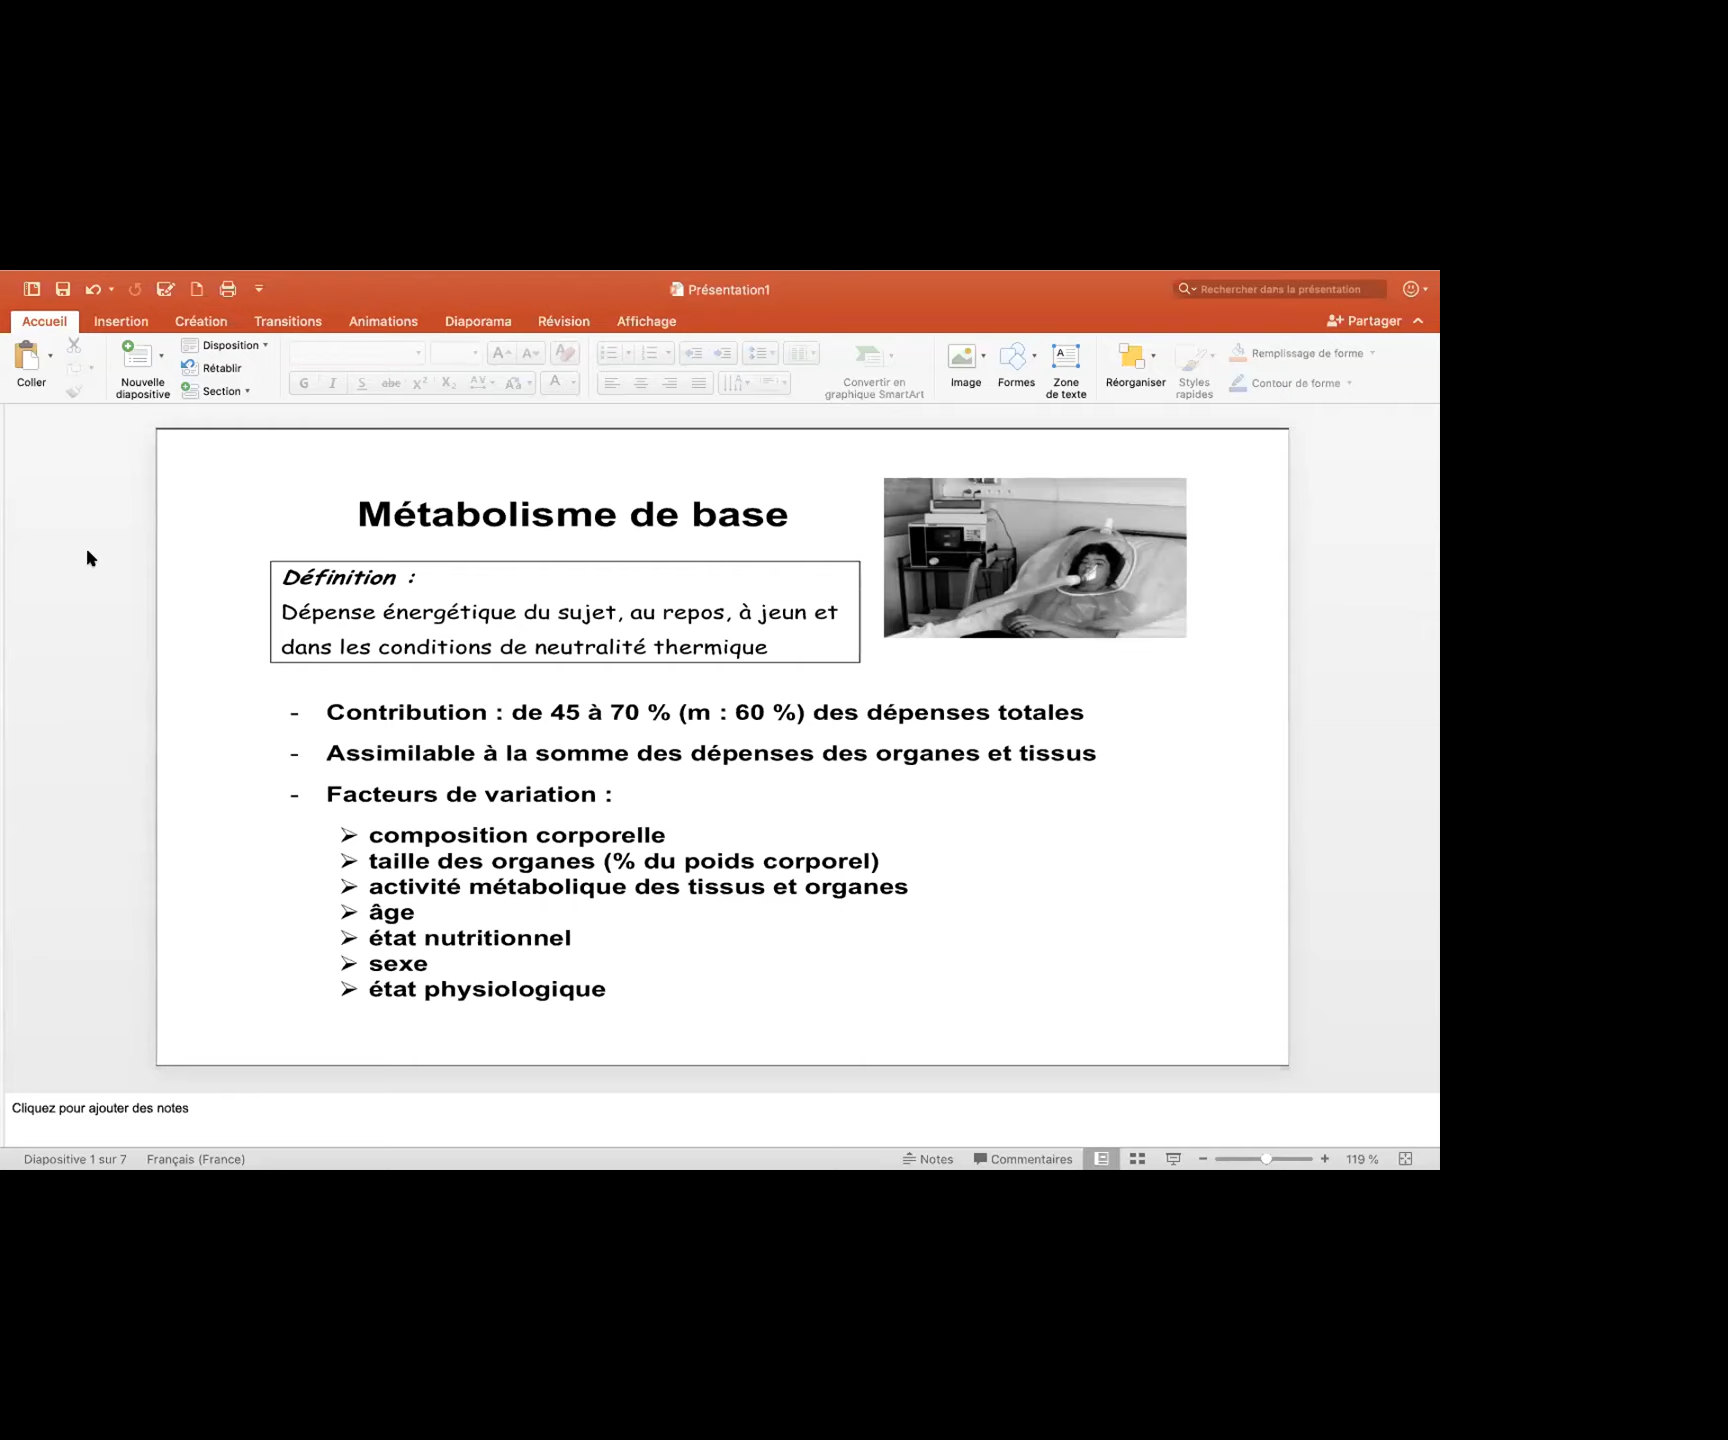 Présentation1
Rechercher dans la présentation
Accueil
Insertion
Création
Transitions
Animations
Diaporama
Révision
Affichage
Partager
Coller
Nouvelle
diapositive
Disposition
Rétablir
Section
G I S abc X² X₂
Convertir en
graphique SmartArt
Image
Formes
Zone
de texte
Réorganiser
Styles
rapides
Remplissage de forme
Contour de forme
Métabolisme de base
Définition :
Dépense énergétique du sujet, au repos, à jeun et
dans les conditions de neutralité thermique
- Contribution : de 45 à 70 % (m : 60 %) des dépenses totales
- Assimilable à la somme des dépenses des organes et tissus
- Facteurs de variation :
➢ composition corporelle
➢ taille des organes (% du poids corporel)
➢ activité métabolique des tissus et organes
➢ âge
➢ état nutritionnel
➢ sexe
➢ état physiologique
Cliquez pour ajouter des notes
Diapositive 1 sur 7
Français (France)
Notes
Commentaires
119 %